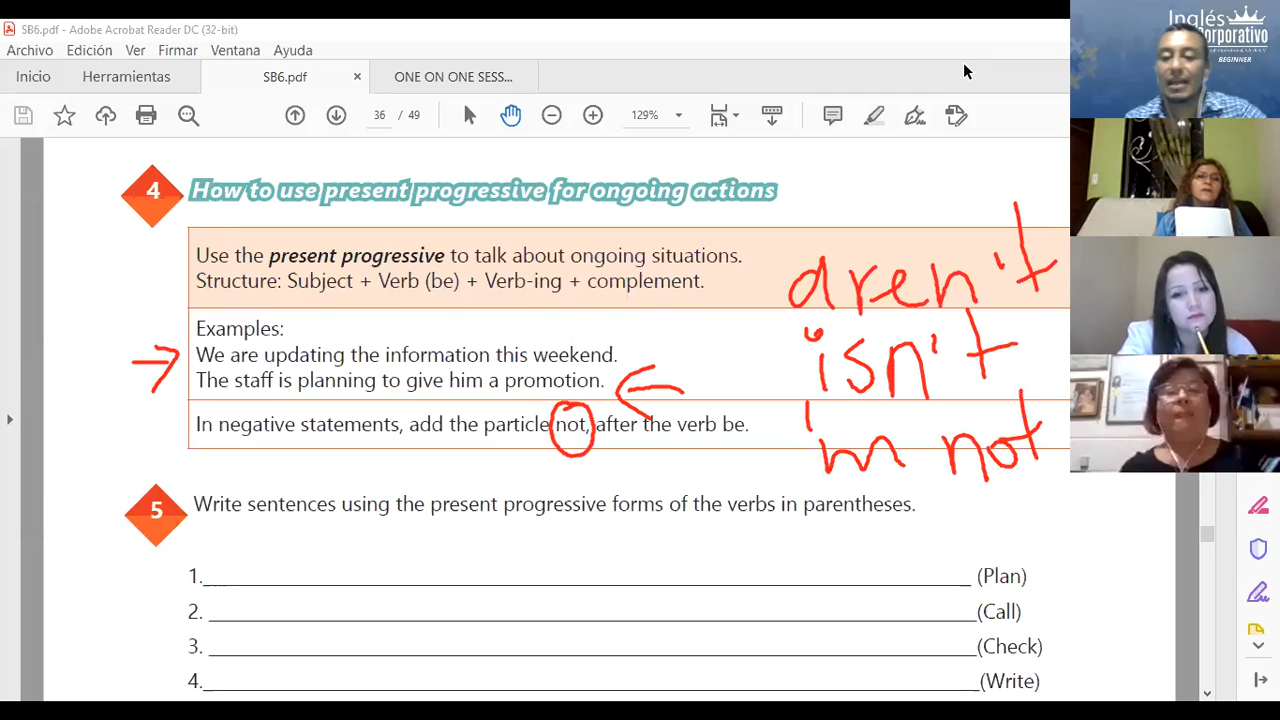 SB6.pdf - Adobe Acrobat Reader DC (32-bit)
Archivo Edición Ver Firmar Ventana Ayuda
Inicio Herramientas SB6.pdf × ONE ON ONE SESS...
36 / 49 129%
4 How to use present progressive for ongoing actions
Use the present progressive to talk about ongoing situations.
Structure: Subject + Verb (be) + Verb-ing + complement.
Examples:
We are updating the information this weekend.
The staff is planning to give him a promotion.
In negative statements, add the particle not, after the verb be.
aren't
isn't
'm not
5 Write sentences using the present progressive forms of the verbs in parentheses.
1. (Plan)
2. (Call)
3. (Check)
4. (Write)
Inglés
Corporativo
BEGINNER